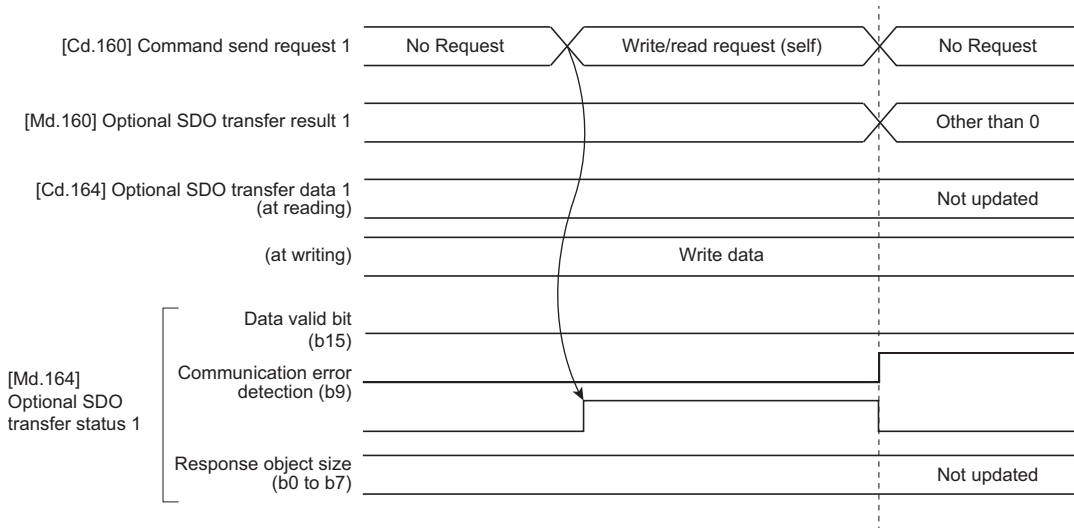 [Cd.160] Command send request 1
No Request
Write/read request (self)
No Request
[Md.160] Optional SDO transfer result 1
Other than 0
[Cd.164] Optional SDO transfer data 1
(at reading)
Not updated
(at writing)
Write data
Data valid bit
(b15)
[Md.164]
Optional SDO
transfer status 1
Communication error
detection (b9)
Response object size
(b0 to b7)
Not updated